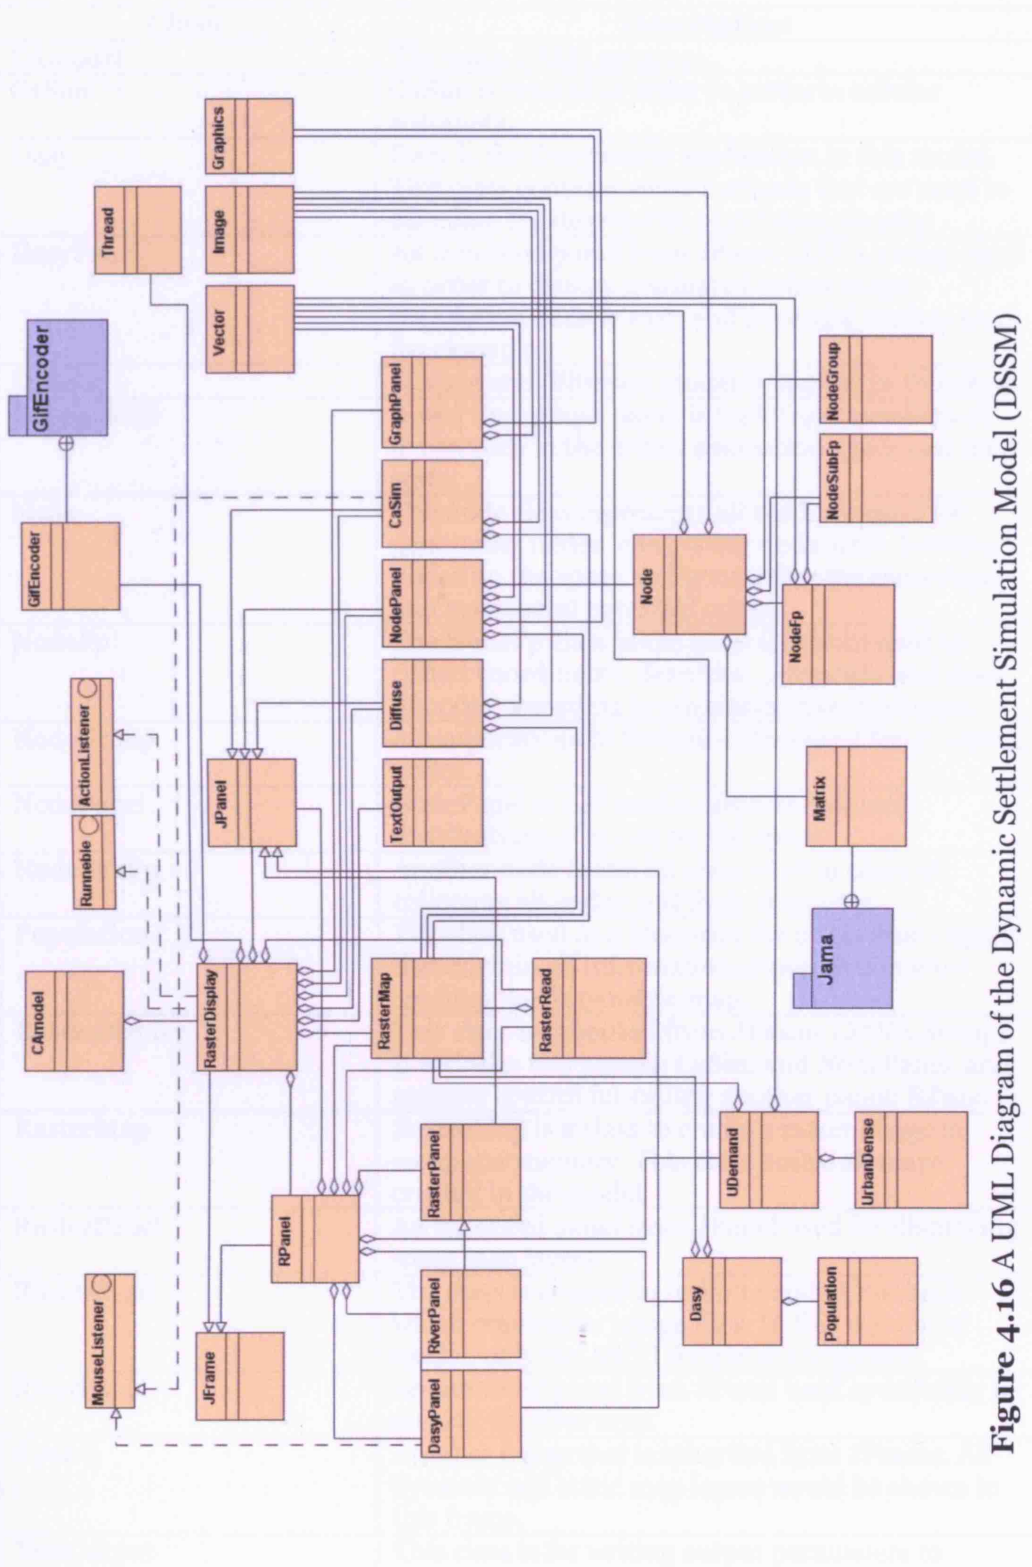 GifEncoder
GifEncoder
CAmodel
MouseListener
Runneble
ActionListener
Thread
JFrame
RasterDisplay
JPanel
Vector
Image
Graphics
RPanel
RasterMap
TextOutput
Diffuse
NodePanel
CaSim
GraphPanel
DasyPanel
RiverPanel
RasterPanel
RasterRead
Node
Dasy
UDemand
NodeFp
Jama
Matrix
Population
UrbanDense
NodeSubFp
NodeGroup
Figure 4.16 A UML Diagram of the Dynamic Settlement Simulation Model (DSSM)